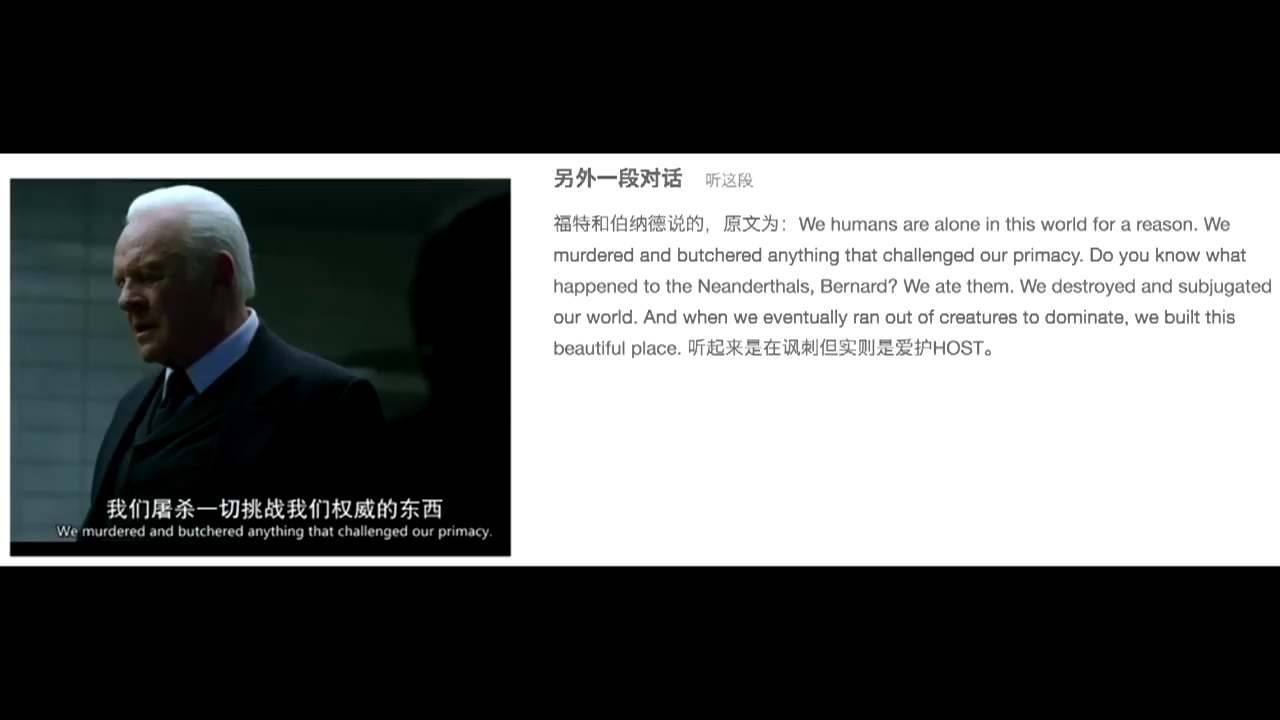 另外一段对话 听这段
福特和伯纳德说的，原文为：We humans are alone in this world for a reason. We
murdered and butchered anything that challenged our primacy. Do you know what
happened to the Neanderthals, Bernard? We ate them. We destroyed and subjugated
our world. And when we eventually ran out of creatures to dominate, we built this
beautiful place. 听起来是在讽刺但实则是爱护HOST。
我们屠杀一切挑战我们权威的东西
We murdered and butchered anything that challenged our primacy.